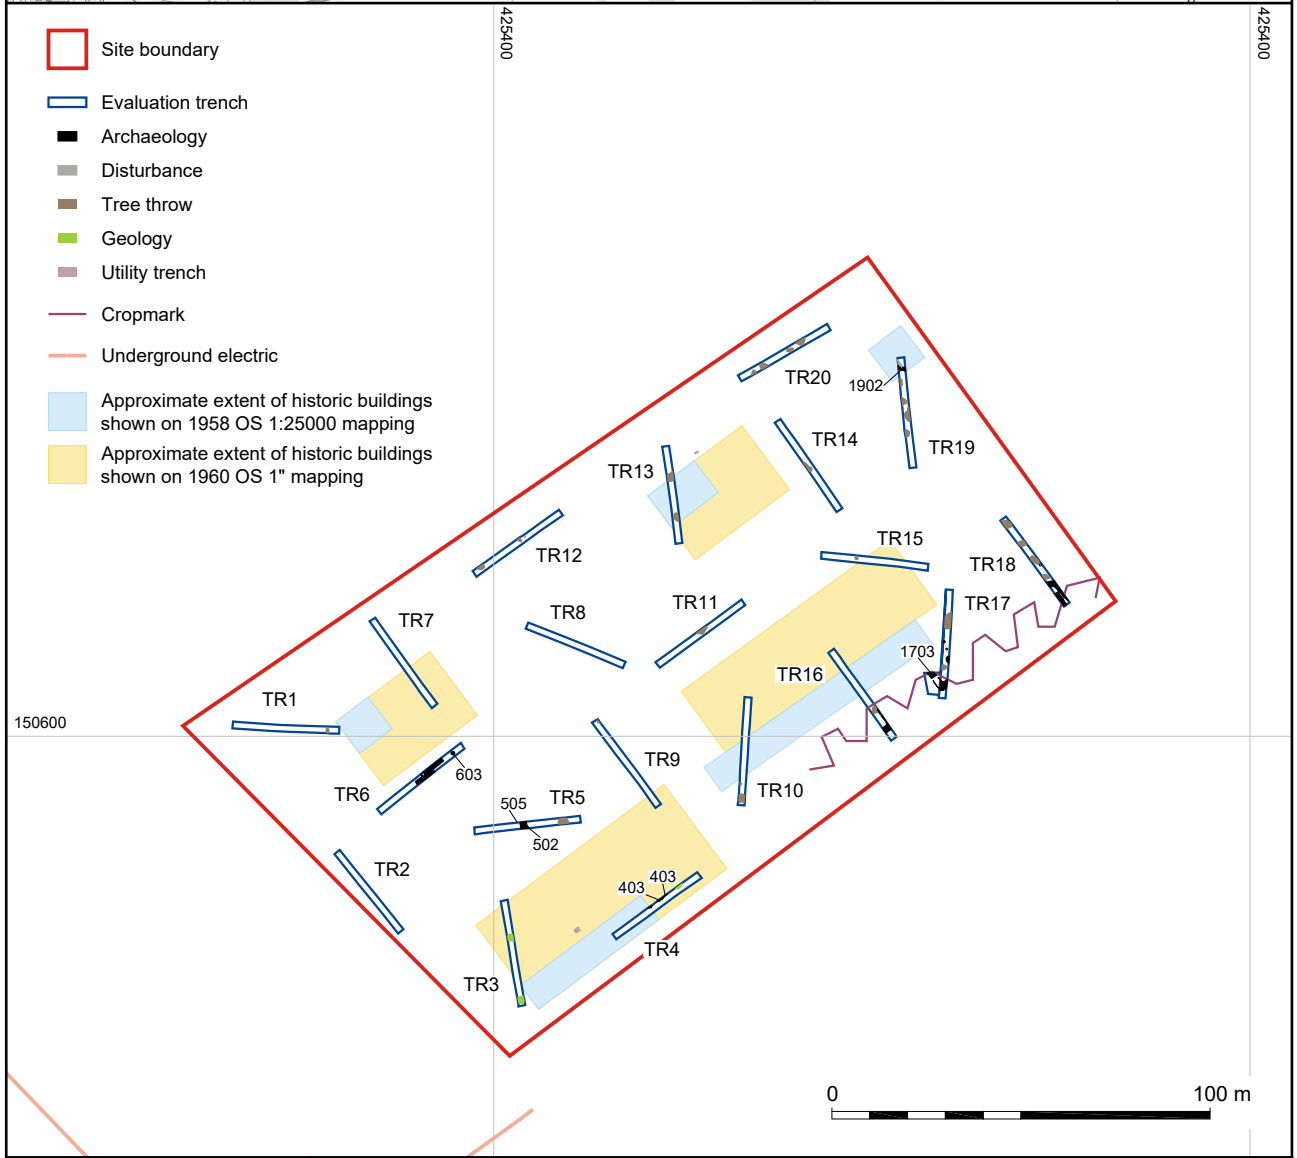 425400
425400
Site boundary
Evaluation trench
Archaeology
Disturbance
Tree throw
Geology
Utility trench
Cropmark
Underground electric
Approximate extent of historic buildings
shown on 1958 OS 1:25000 mapping
Approximate extent of historic buildings
shown on 1960 OS 1" mapping
TR20
1902
TR19
TR14
TR13
TR12
TR15
TR18
TR17
TR11
TR8
TR7
1703
TR16
TR1
150600
TR9
603
TR6
TR10
505
TR5
502
TR2
403
403
TR4
TR3
0
100 m